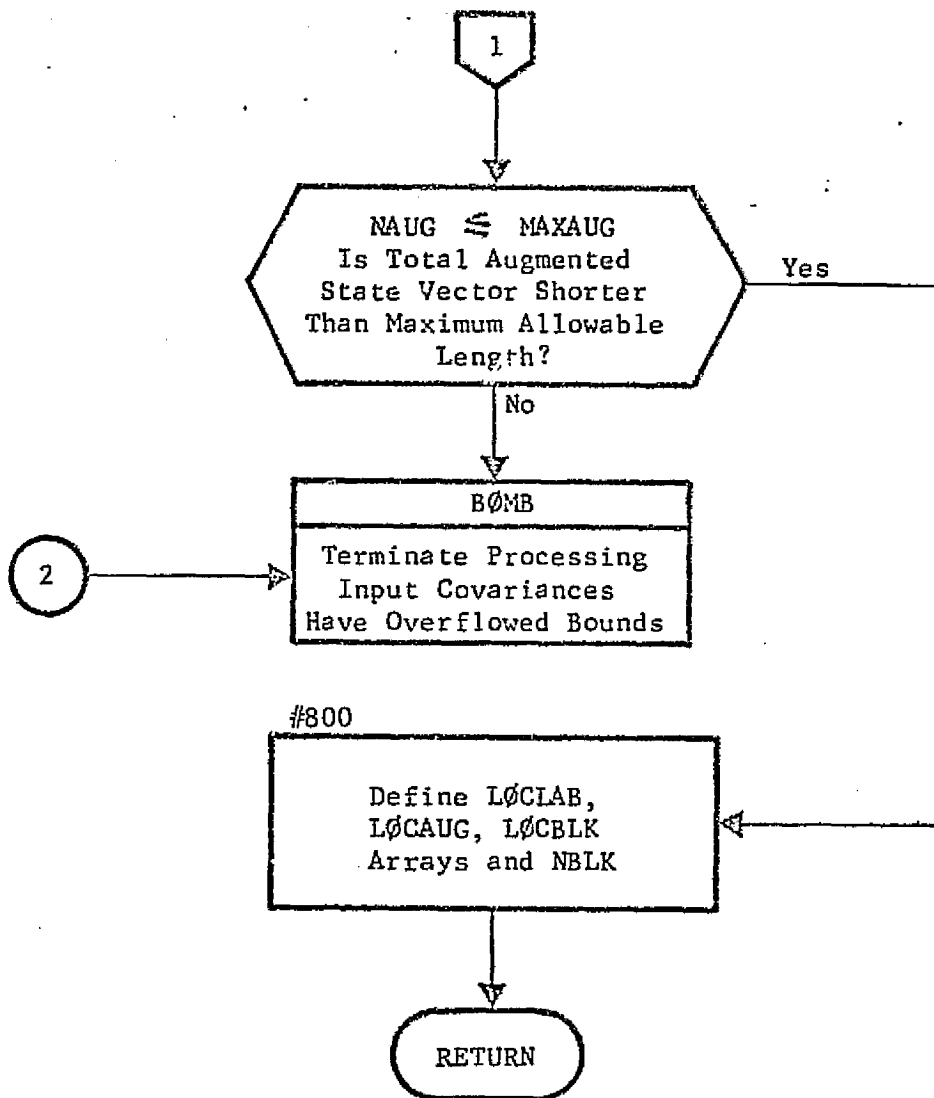 1
NAUG ≤ MAXAUG
Is Total Augmented
State Vector Shorter
Than Maximum Allowable
Length?
Yes
No
BØMB
2
Terminate Processing
Input Covariances
Have Overflowed Bounds
#800
Define LØCLAB,
LØCAUG, LØCBLK
Arrays and NBLK
RETURN